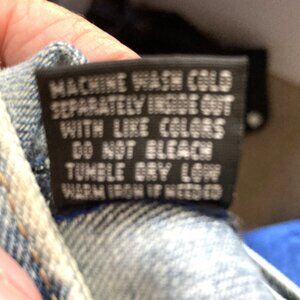 MACHINE WASH COLD
SEPARATELY INSIDE OUT
WITH LIKE COLORS
DO NOT BLEACH
TUMBLE DRY LOW
WARM IRON IF NEEDED